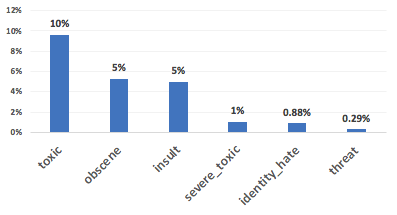 12%
10%
8%
6%
4%
2%
0%
10%
5%
5%
1%
0.88%
0.29%
toxic
obscene
insult
severe_toxic
identity_hate
threat